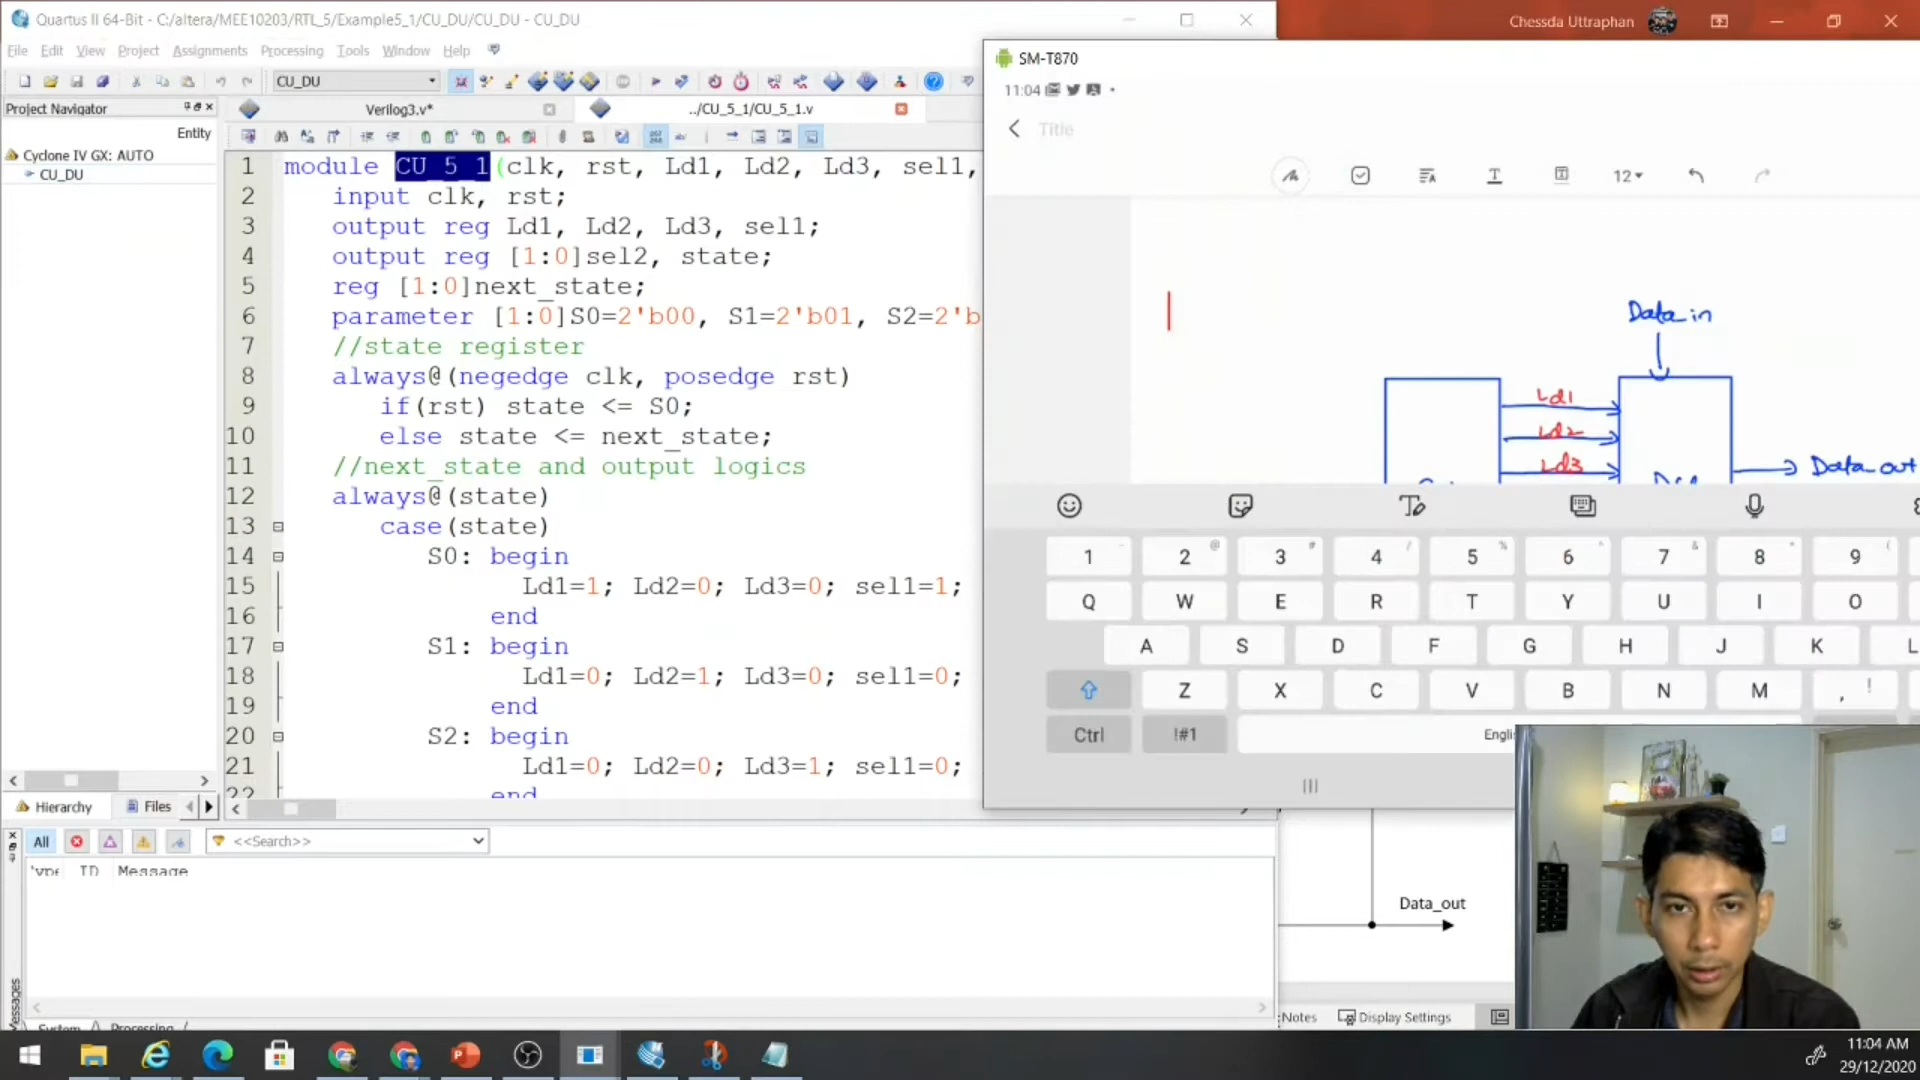 Quartus II 64-Bit - C:/altera/MEE10203/RTL_5/Example5_1/CU_DU/CU_DU - CU_DU
Chessda Uttraphan
File Edit View Project Assignments Processing Tools Window Help
CU_DU
Project Navigator
Verilog3.v*
../CU_5_1/CU_5_1.v
Entity
Cyclone IV GX: AUTO
CU_DU
1 module CU_5_1(clk, rst, Ld1, Ld2, Ld3, sel1,
2 input clk, rst;
3 output reg Ld1, Ld2, Ld3, sel1;
4 output reg [1:0]sel2, state;
5 reg [1:0]next_state;
6 parameter [1:0]S0=2'b00, S1=2'b01, S2=2'b
7 //state register
8 always@(negedge clk, posedge rst)
9 if(rst) state <= S0;
10 else state <= next_state;
11 //next_state and output logics
12 always@(state)
13 case(state)
14 S0: begin
15 Ld1=1; Ld2=0; Ld3=0; sel1=1;
16 end
17 S1: begin
18 Ld1=0; Ld2=1; Ld3=0; sel1=0;
19 end
20 S2: begin
21 Ld1=0; Ld2=0; Ld3=1; sel1=0;
22 end
Hierarchy Files
All <<Search>>
ID Message
Messages
System Processing
SM-T870
11:04
Title
12
Data_in
Ld1
Ld2
Ld3
Data_out
1 2 3 4 5 6 7 8 9
Q W E R T Y U I O
A S D F G H J K L
Z X C V B N M , !
Ctrl !#1 Engli
Data_out
Notes Display Settings
11:04 AM
29/12/2020